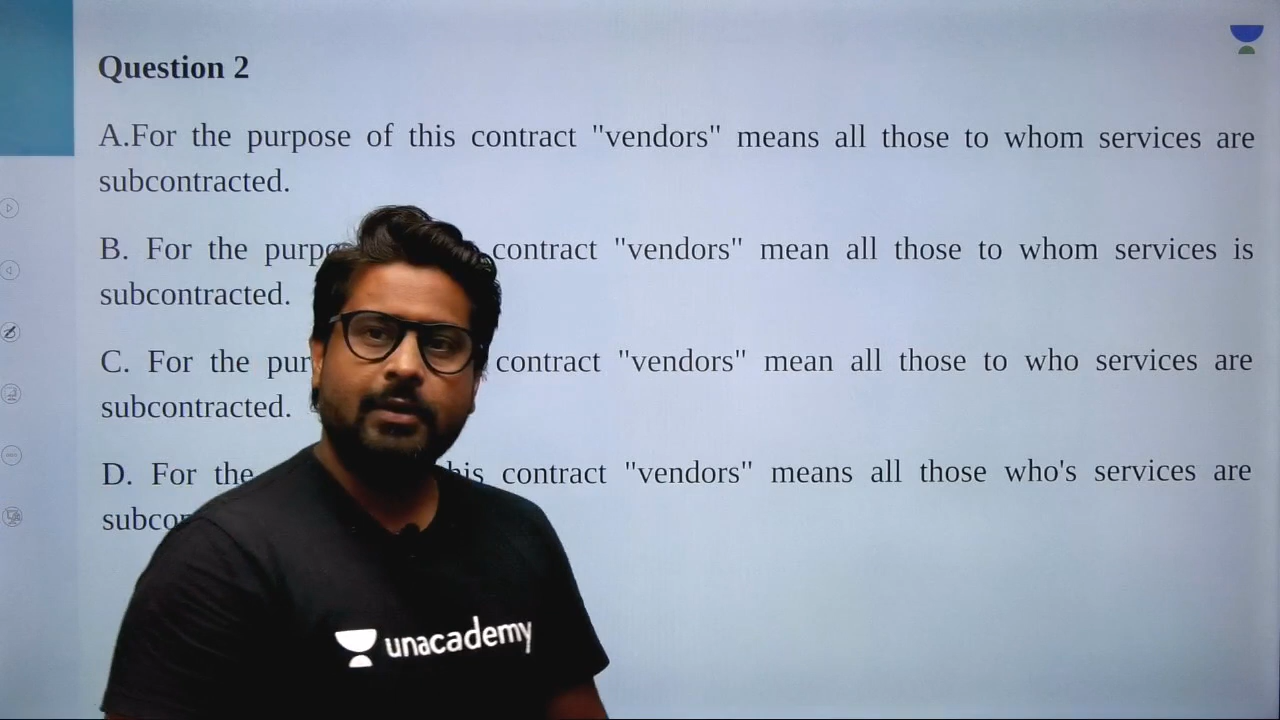 Question 2
A.For the purpose of this contract "vendors" means all those to whom services are
subcontracted.
B. For the contract "vendors" mean all those to whom services is
subcontracted.
C. For the contract "vendors" mean all those to who services are
subcontracted.
D. For the contract "vendors" means all those who's services are
unacademy